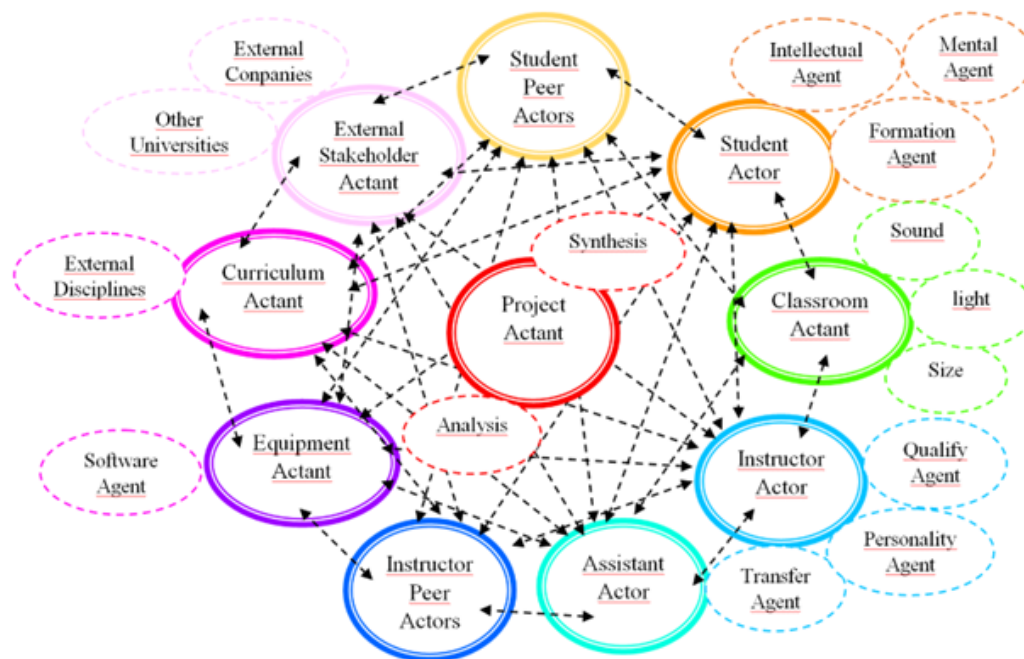 External
Conpanies
Student
Peer
Actors
Intellectual
Agent
Mental
Agent
Other
Universities
External
Stakeholder
Actant
Student
Actor
Formation
Agent
Sound
Synthesis
External
Disciplines
Curriculum
Actant
Project
Actant
Classroom
Actant
light
Size
Analysis
Software
Agent
Equipment
Actant
Instructor
Actor
Qualify
Agent
Personality
Agent
Instructor
Peer
Actors
Assistant
Actor
Transfer
Agent